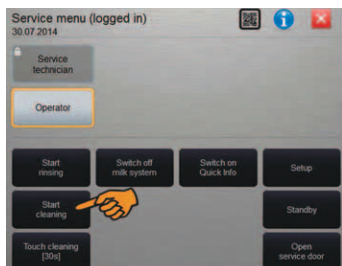 Service menu (logged in)
30.07.2014
Service
technician
Operator
Start
rinsing
Switch off
milk system
Switch on
Quick Info
Setup
Start
cleaning
Standby
Touch cleaning
[30s]
Open
service door